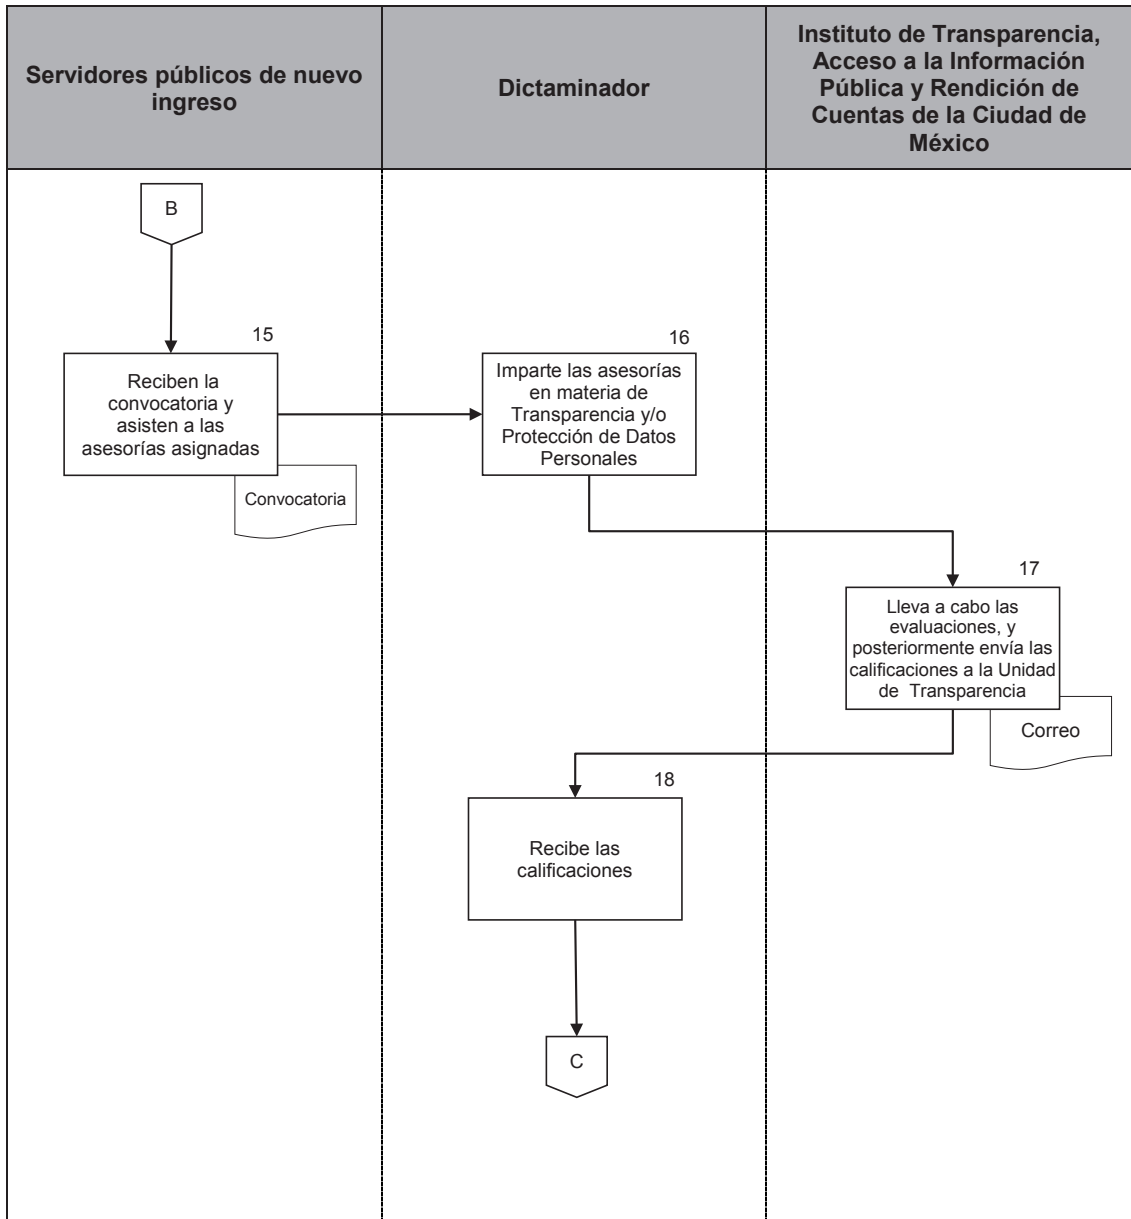 Servidores públicos de nuevo
ingreso
Dictaminador
Instituto de Transparencia,
Acceso a la Información
Pública y Rendición de
Cuentas de la Ciudad de
México
B
15
Reciben la
convocatoria y
asisten a las
asesorías asignadas
Convocatoria
16
Imparte las asesorías
en materia de
Transparencia y/o
Protección de Datos
Personales
17
Lleva a cabo las
evaluaciones, y
posteriormente envía las
calificaciones a la Unidad
de Transparencia
Correo
18
Recibe las
calificaciones
C